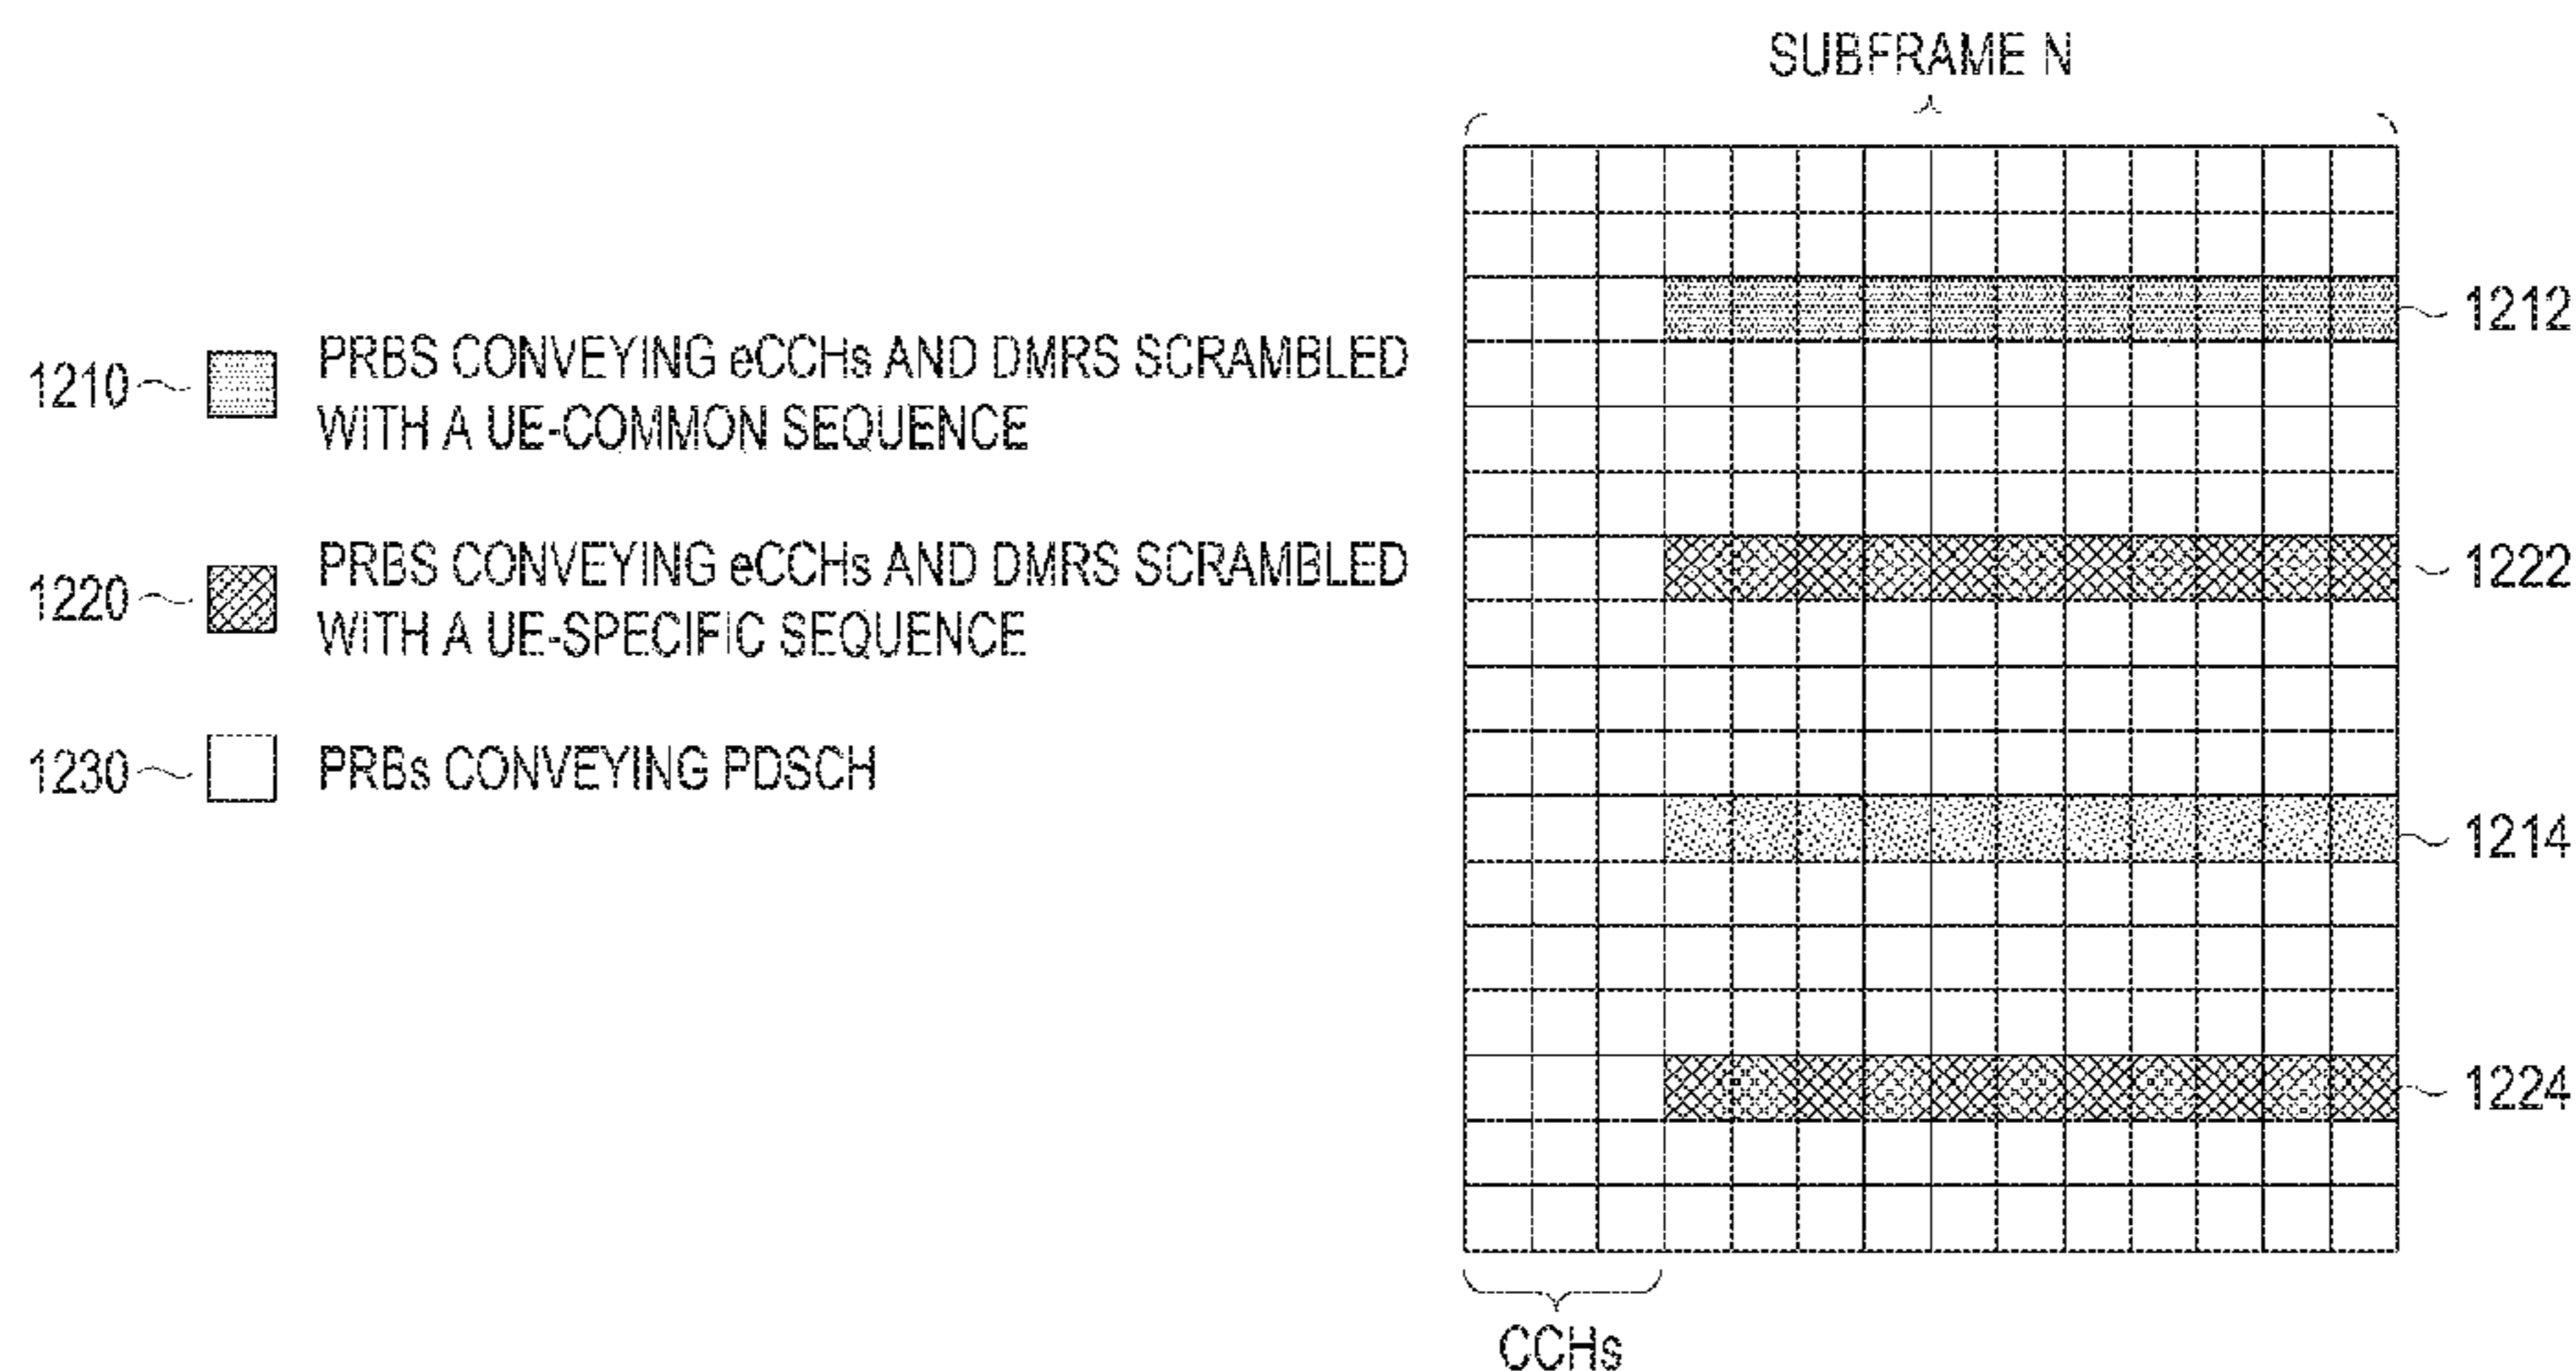 SUBFRAME N
1210 PRBS CONVEYING eCCHs AND DMRS SCRAMBLED
WITH A UE-COMMON SEQUENCE
1220 PRBS CONVEYING eCCHs AND DMRS SCRAMBLED
WITH A UE-SPECIFIC SEQUENCE
1230 PRBs CONVEYING PDSCH
1212
1222
1214
1224
CCHs